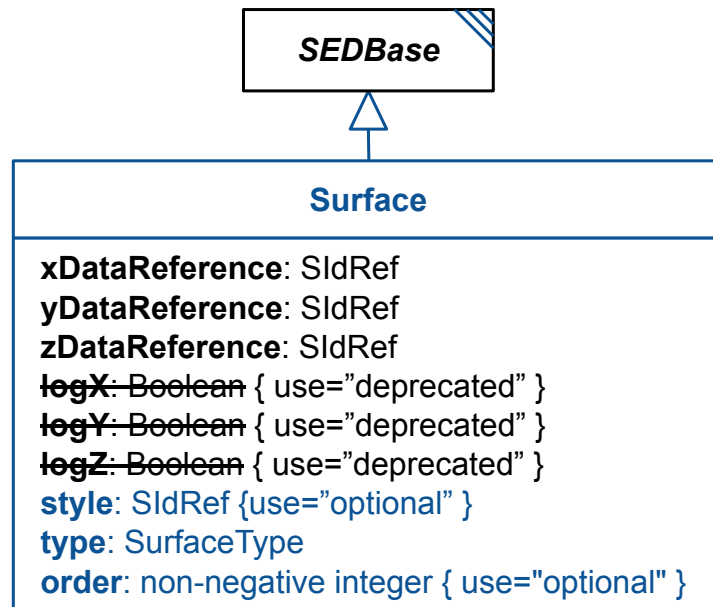 SEDBase
Surface
xDataReference: SIdRef
yDataReference: SIdRef
zDataReference: SIdRef
logX: Boolean { use=”deprecated” }
logY: Boolean { use=”deprecated” }
logZ: Boolean { use=”deprecated” }
style: SIdRef {use=”optional” }
type: SurfaceType
order: non-negative integer { use="optional" }